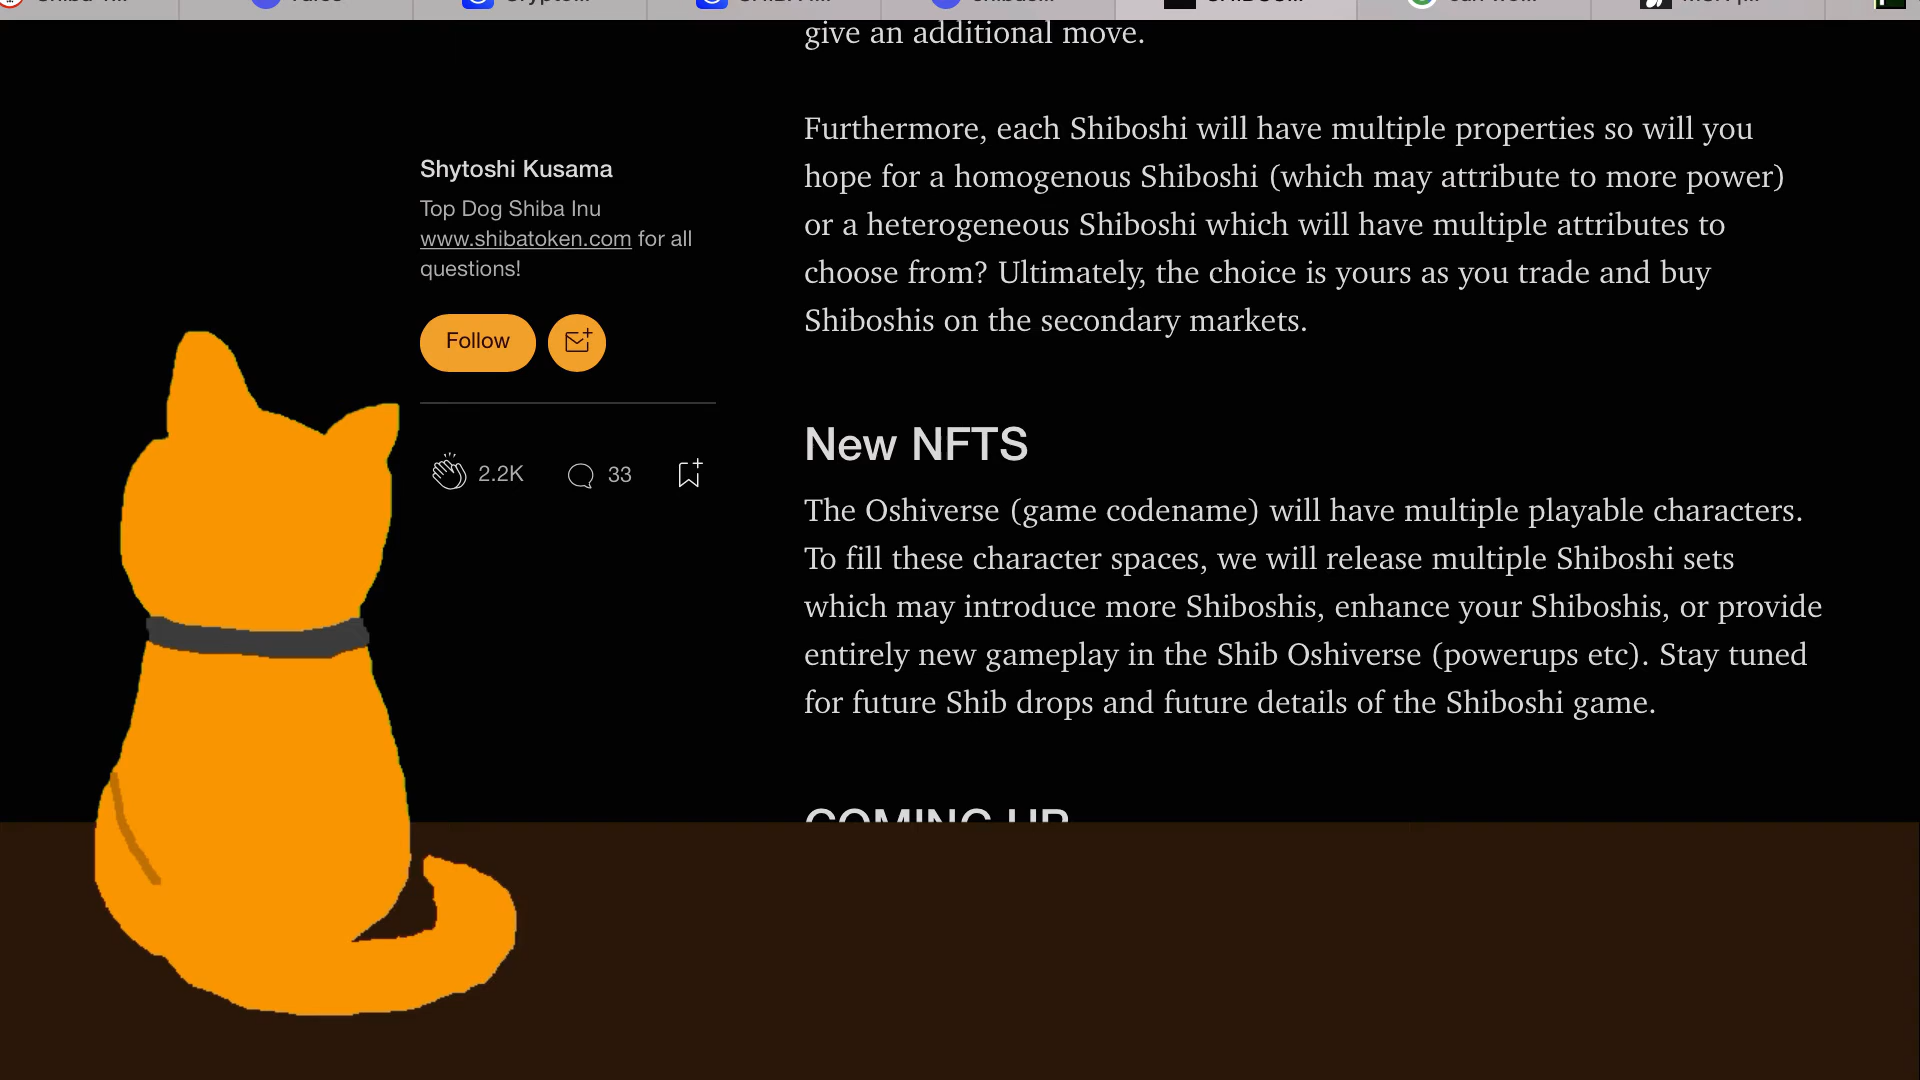 give an additional move.
Furthermore, each Shiboshi will have multiple properties so will you
hope for a homogenous Shiboshi (which may attribute to more power)
or a heterogeneous Shiboshi which will have multiple attributes to
choose from? Ultimately, the choice is yours as you trade and buy
Shiboshis on the secondary markets.
Shytoshi Kusama
Top Dog Shiba Inu
www.shibatoken.com for all
questions!
Follow
2.2K 33
New NFTS
The Oshiverse (game codename) will have multiple playable characters.
To fill these character spaces, we will release multiple Shiboshi sets
which may introduce more Shiboshis, enhance your Shiboshis, or provide
entirely new gameplay in the Shib Oshiverse (powerups etc). Stay tuned
for future Shib drops and future details of the Shiboshi game.
COMING UP